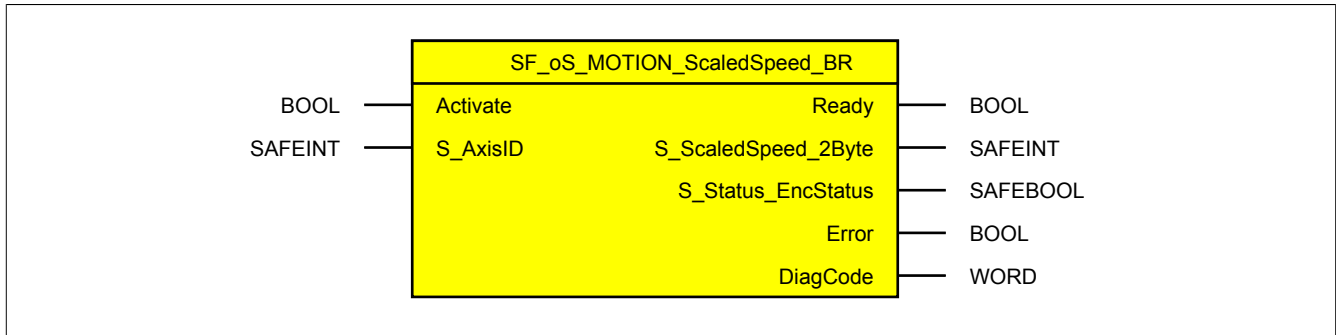 SF_oS_MOTION_ScaledSpeed_BR
BOOL Activate Ready BOOL
SAFEINT S_AxisID S_ScaledSpeed_2Byte SAFEINT
S_Status_EncStatus SAFEBOOL
Error BOOL
DiagCode WORD